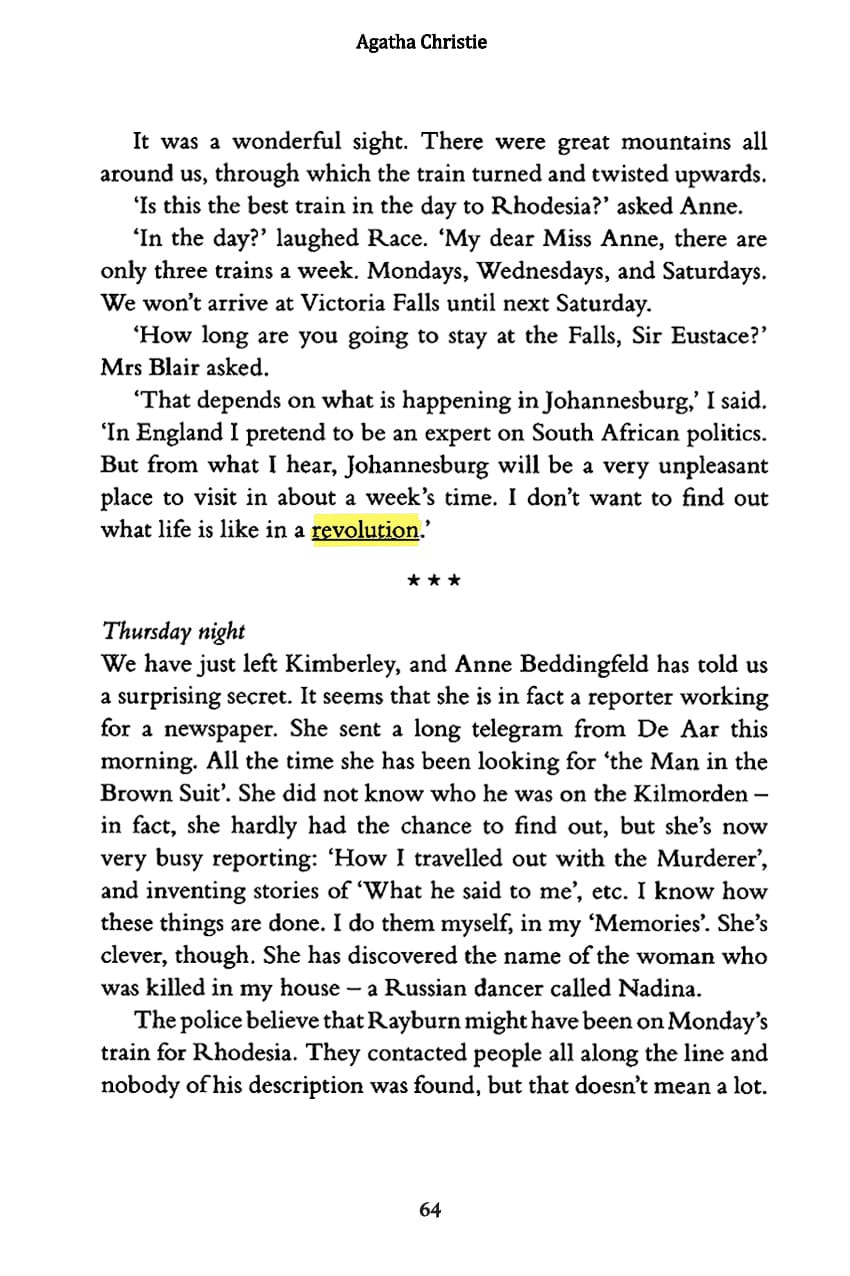 Agatha Christie
It was a wonderful sight. There were great mountains all
around us, through which the train turned and twisted upwards.
‘Is this the best train in the day to Rhodesia?’ asked Anne.
‘In the day?’ laughed Race. ‘My dear Miss Anne, there are
only three trains a week. Mondays, Wednesdays, and Saturdays.
We won’t arrive at Victoria Falls until next Saturday.
‘How long are you going to stay at the Falls, Sir Eustace?’
Mrs Blair asked.
‘That depends on what is happening in Johannesburg,’ I said.
‘In England I pretend to be an expert on South African politics.
But from what I hear, Johannesburg will be a very unpleasant
place to visit in about a week’s time. I don’t want to find out
what life is like in a revolution.’
★ ★ ★
Thursday night
We have just left Kimberley, and Anne Beddingfeld has told us
a surprising secret. It seems that she is in fact a reporter working
for a newspaper. She sent a long telegram from De Aar this
morning. All the time she has been looking for ‘the Man in the
Brown Suit’. She did not know who he was on the Kilmorden –
in fact, she hardly had the chance to find out, but she’s now
very busy reporting: ‘How I travelled out with the Murderer’,
and inventing stories of ‘What he said to me’, etc. I know how
these things are done. I do them myself, in my ‘Memories’. She’s
clever, though. She has discovered the name of the woman who
was killed in my house – a Russian dancer called Nadina.
The police believe that Rayburn might have been on Monday’s
train for Rhodesia. They contacted people all along the line and
nobody of his description was found, but that doesn’t mean a lot.
64